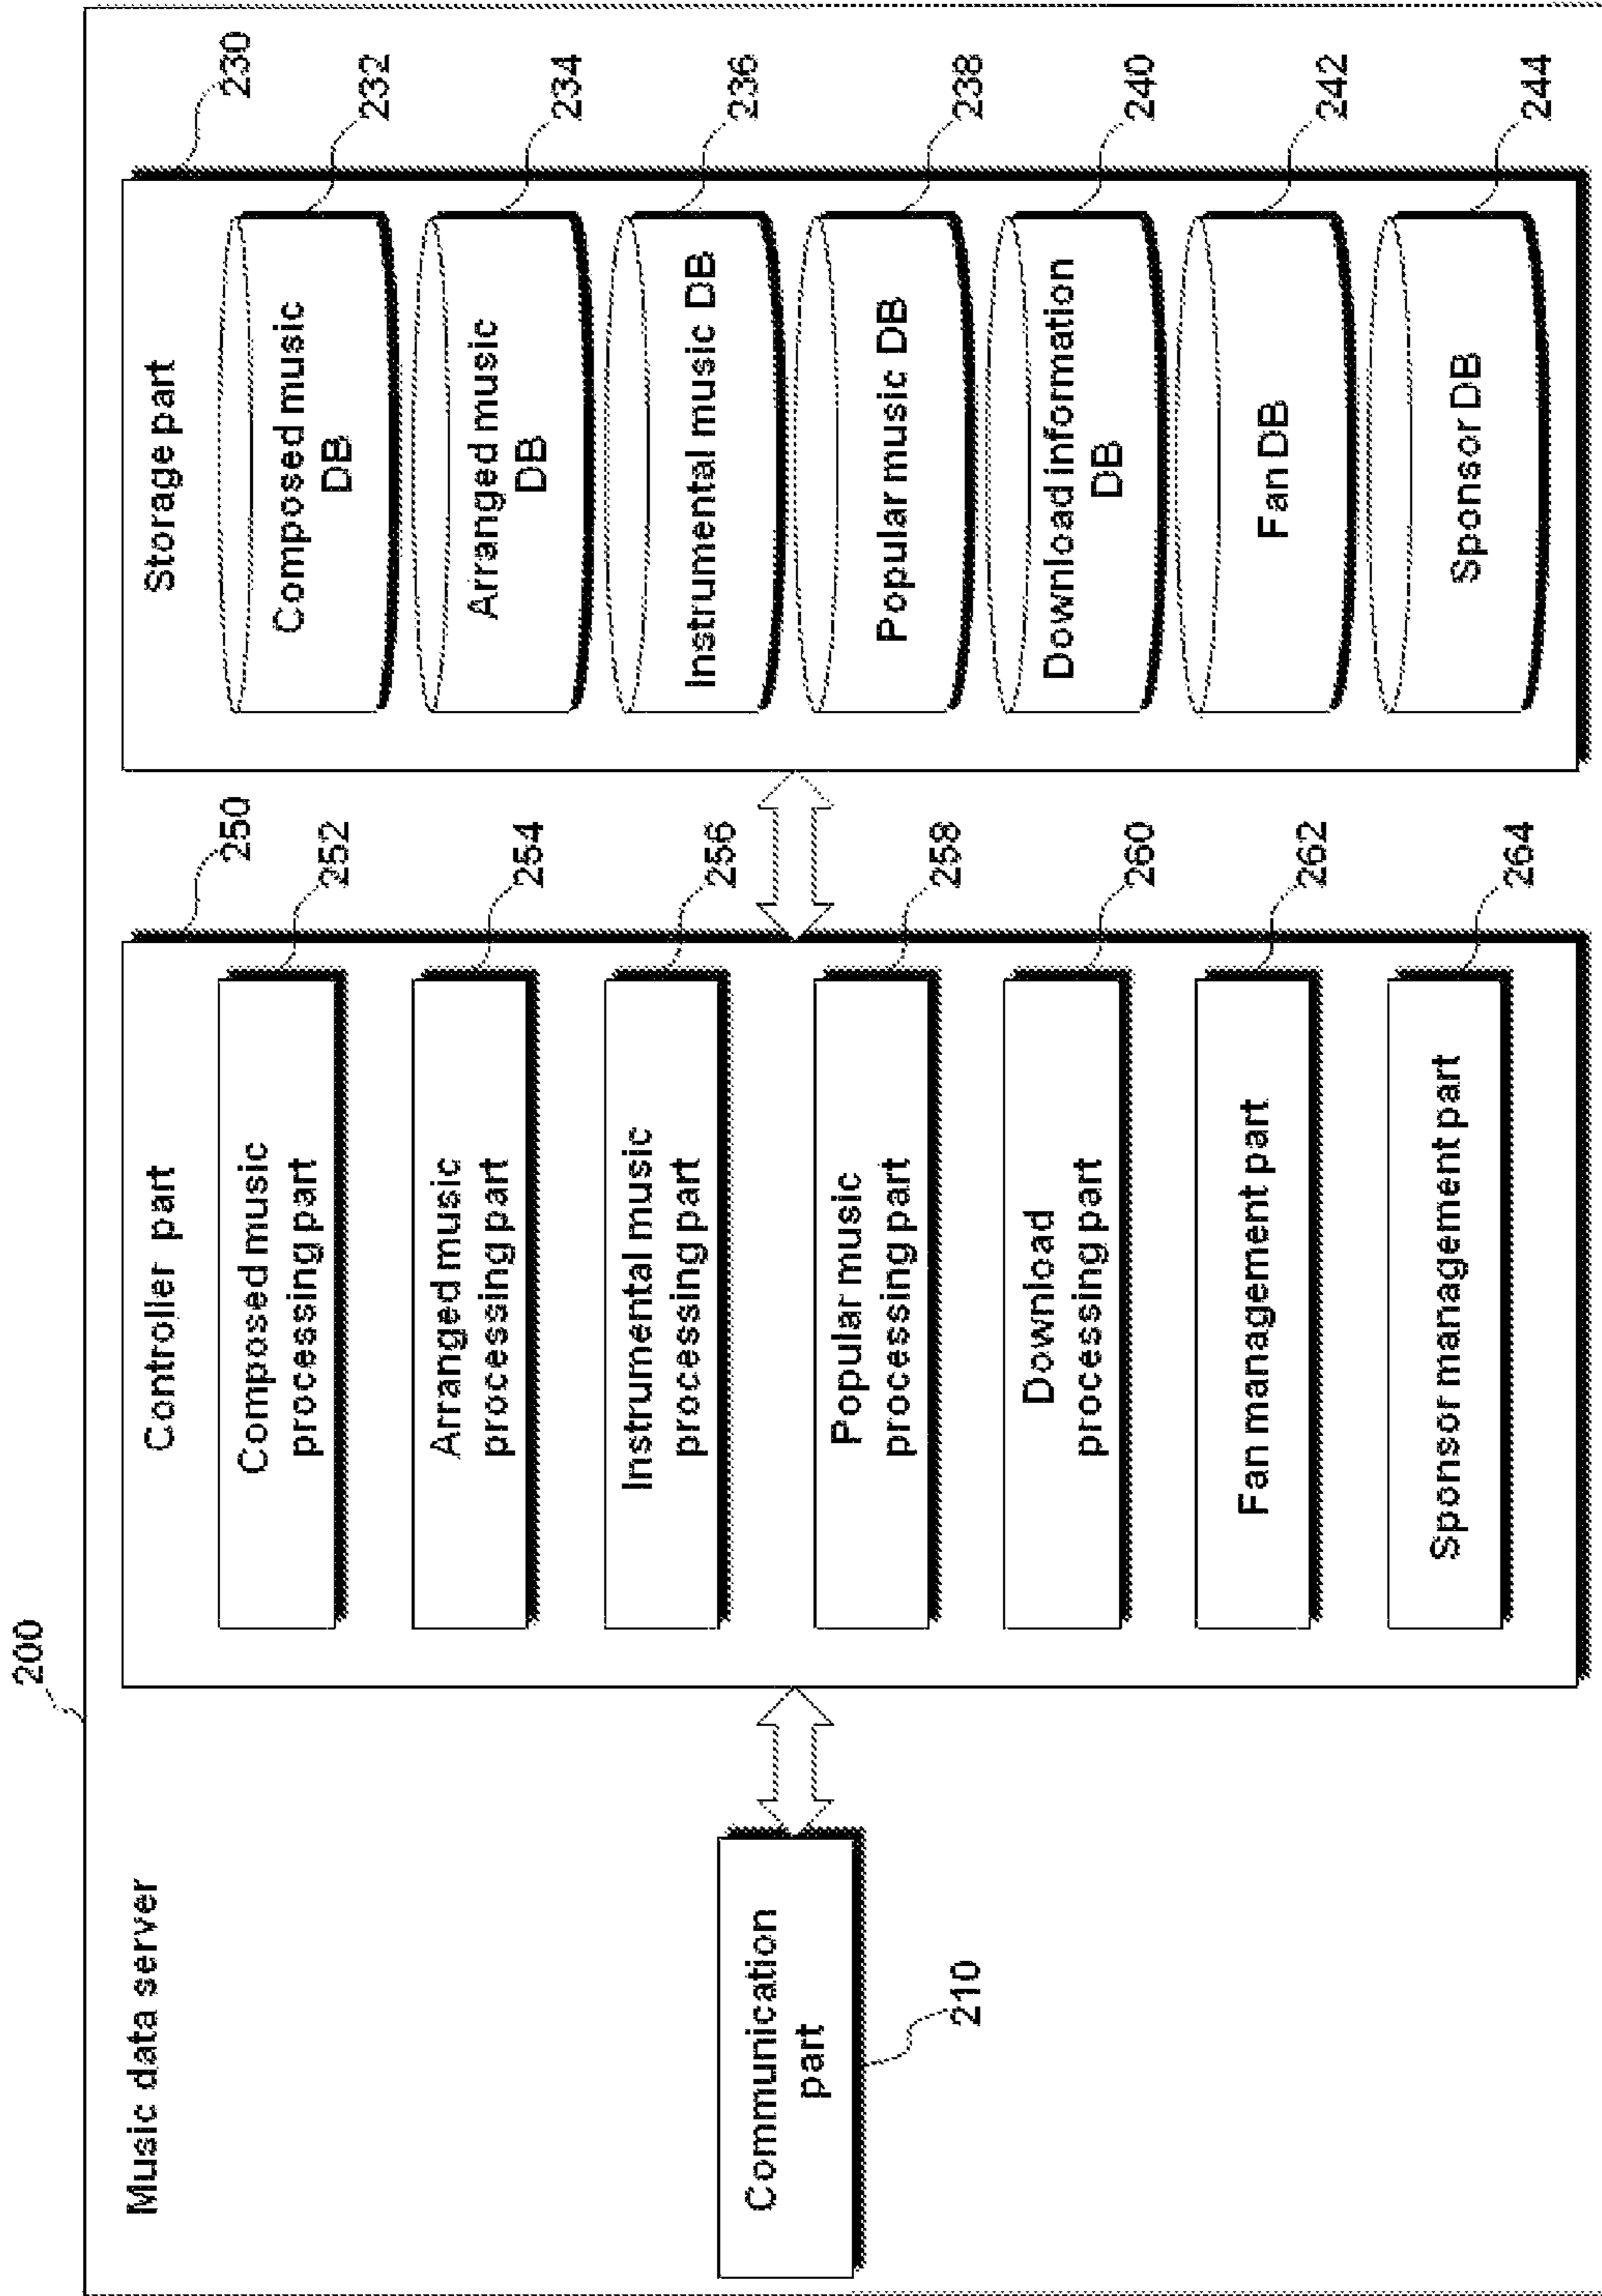 200
Music data server
Communication
part
210
Controller part
250
Composed music
processing part
252
Arranged music
processing part
254
Instrumental music
processing part
256
Popular music
processing part
258
Download
processing part
260
Fan management part
262
Sponsor management part
264
Storage part
230
Composed music
DB
232
Arranged music
DB
234
Instrumental music DB
236
Popular music DB
238
Download information
DB
240
Fan DB
242
Sponsor DB
244